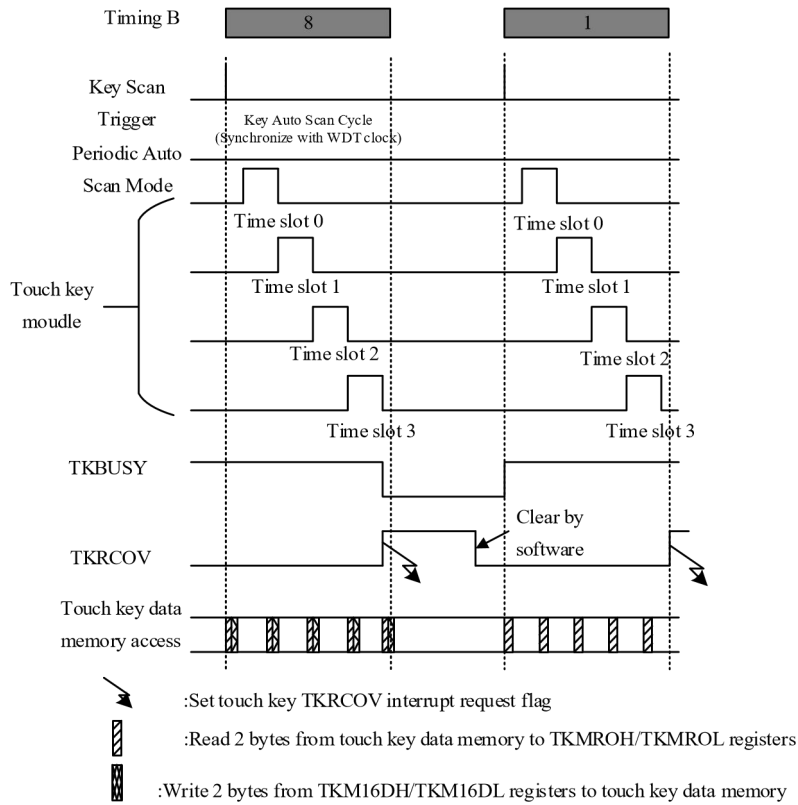 Timing B
8
1
Key Scan
Trigger
Key Auto Scan Cycle
(Synchronize with WDT clock)
Periodic Auto
Scan Mode
Time slot 0
Time slot 0
Time slot 1
Time slot 1
Touch key
moudle
Time slot 2
Time slot 2
Time slot 3
Time slot 3
TKBUSY
Clear by
software
TKRCOV
Touch key data
memory access
:Set touch key TKRCOV interrupt request flag
:Read 2 bytes from touch key data memory to TKMROH/TKMROL registers
:Write 2 bytes from TKM16DH/TKM16DL registers to touch key data memory